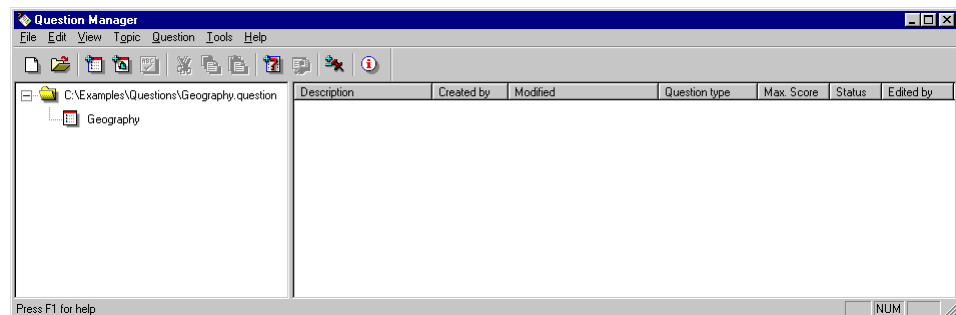 Question Manager
File Edit View Topic Question Tools Help
C:\Examples\Questions\Geography.question
Geography
Description Created by Modified Question type Max. Score Status Edited by
Press F1 for help
NUM